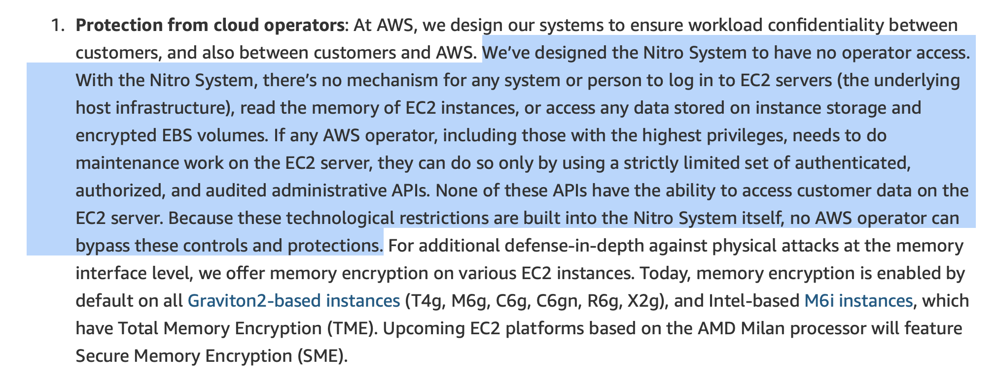 1. Protection from cloud operators: At AWS, we design our systems to ensure workload confidentiality between
customers, and also between customers and AWS. We’ve designed the Nitro System to have no operator access.
With the Nitro System, there’s no mechanism for any system or person to log in to EC2 servers (the underlying
host infrastructure), read the memory of EC2 instances, or access any data stored on instance storage and
encrypted EBS volumes. If any AWS operator, including those with the highest privileges, needs to do
maintenance work on the EC2 server, they can do so only by using a strictly limited set of authenticated,
authorized, and audited administrative APIs. None of these APIs have the ability to access customer data on the
EC2 server. Because these technological restrictions are built into the Nitro System itself, no AWS operator can
bypass these controls and protections. For additional defense-in-depth against physical attacks at the memory
interface level, we offer memory encryption on various EC2 instances. Today, memory encryption is enabled by
default on all Graviton2-based instances (T4g, M6g, C6g, C6gn, R6g, X2g), and Intel-based M6i instances, which
have Total Memory Encryption (TME). Upcoming EC2 platforms based on the AMD Milan processor will feature
Secure Memory Encryption (SME).